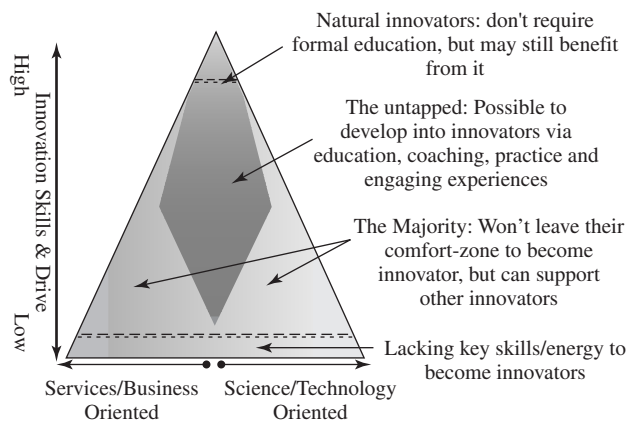 Natural innovators: don't require
formal education, but may still benefit
from it
High
Innovation Skills & Drive
Low
The untapped: Possible to
develop into innovators via
education, coaching, practice and
engaging experiences
The Majority: Won’t leave their
comfort-zone to become
innovator, but can support
other innovators
Lacking key skills/energy to
become innovators
Services/Business
Oriented
Science/Technology
Oriented